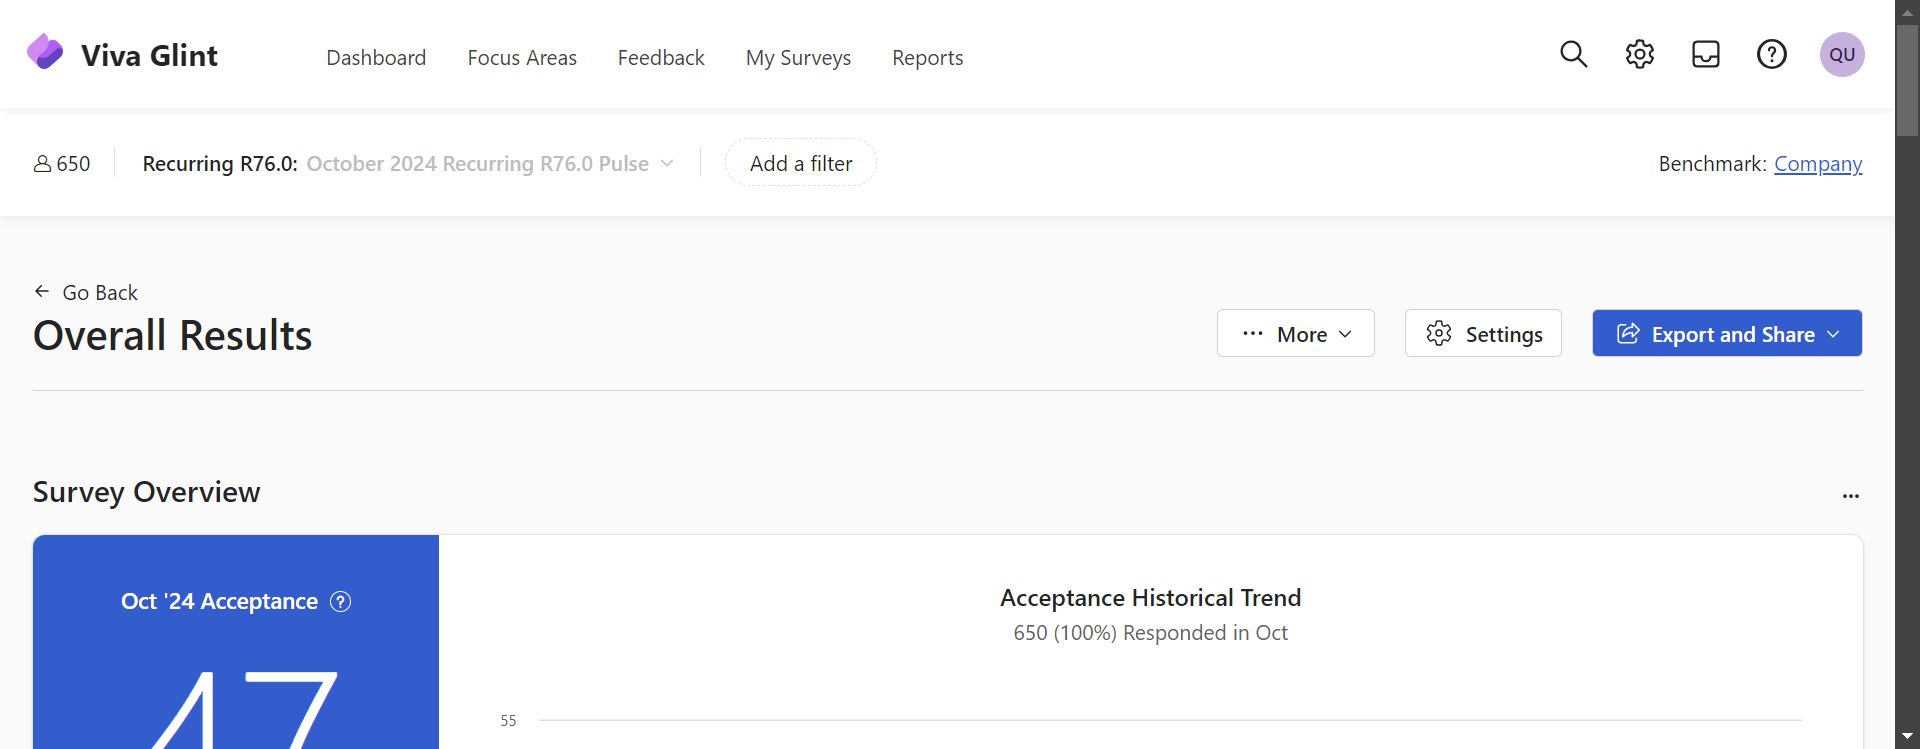 Viva Glint
Dashboard
Focus Areas
Feedback
My Surveys
Reports
QU
650
Recurring R76.0: October 2024 Recurring R76.0 Pulse
Add a filter
Benchmark: Company
Go Back
Overall Results
More
Settings
Export and Share
Survey Overview
Oct '24 Acceptance
47
Acceptance Historical Trend
650 (100%) Responded in Oct
55